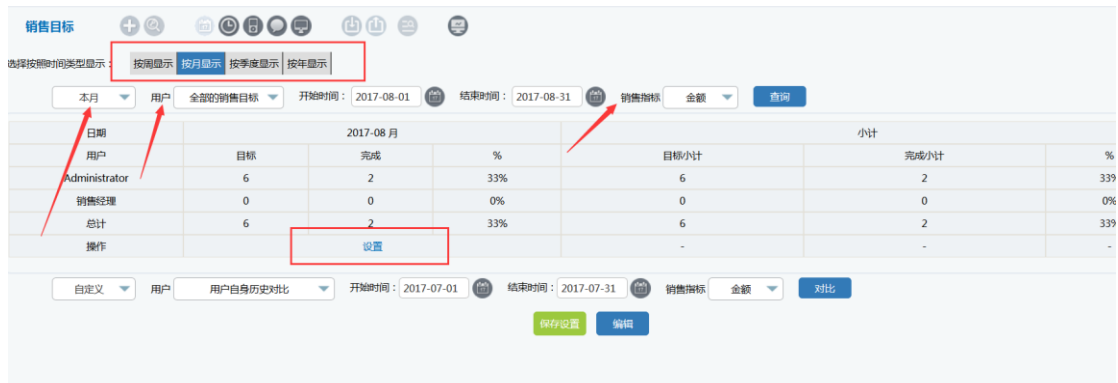 销售目标
选择按照时间类型显示: 按周显示 按月显示 按季度显示 按年显示
本月 用户 全部的销售目标 开始时间: 2017-08-01 结束时间: 2017-08-31 销售指标 金额 查询
日期 2017-08 月 小计
用户 目标 完成 % 目标小计 完成小计 %
Administrator 6 2 33% 6 2 33%
销售经理 0 0 0% 0 0 0%
总计 6 2 33% 6 2 33%
操作 设置 - - -
自定义 用户 用户自身历史对比 开始时间: 2017-07-01 结束时间: 2017-07-31 销售指标 金额 对比
保存设置 编辑